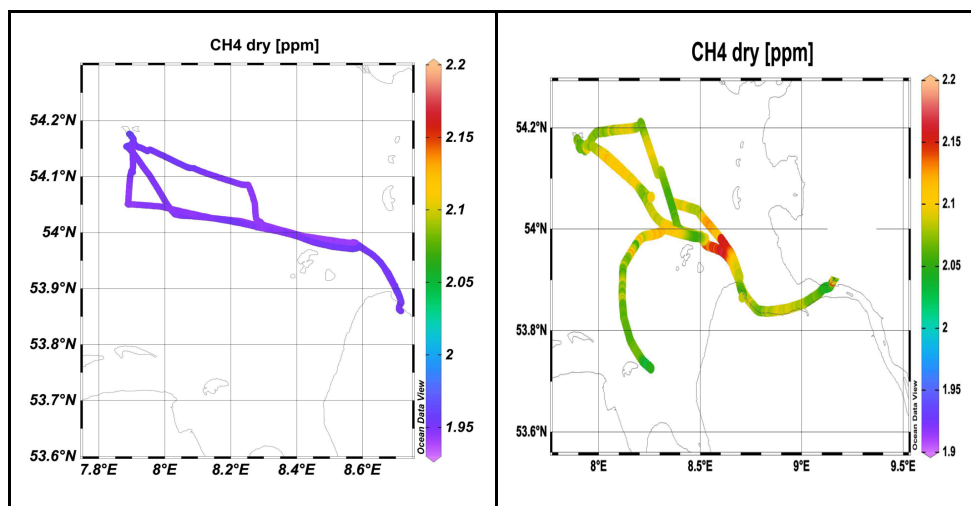 CH4 dry [ppm]
54.2°N
54.1°N
54°N
53.9°N
53.8°N
53.7°N
53.6°N
7.8°E 8°E 8.2°E 8.4°E 8.6°E
2.2
2.15
2.1
2.05
2
1.95
Ocean Data View
CH4 dry [ppm]
54.2°N
54°N
53.8°N
53.6°N
8°E 8.5°E 9°E 9.5°E
2.2
2.15
2.1
2.05
2
1.95
1.9
Ocean Data View